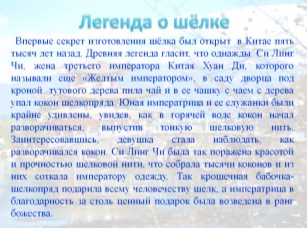 Легенда о шёлке
Впервые секрет изготовления шёлка был открыт в Китае пять
тысяч лет назад. Древняя легенда гласит, что однажды Си Линг
Чи, жена третьего императора Китая Хуан Ди, которого
называли еще «Желтым императором», в саду дворца под
кроной тутового дерева пила чай и в ее чашку с чаем с дерева
упал кокон шелкопряда. Юная императрица и ее служанки были
крайне удивлены, увидев, как в горячей воде кокон начал
разворачиваться, выпустив тонкую шелковую нить.
Заинтересовавшись, девушка стала наблюдать, как
разворачивался кокон. Си Линг Чи была так поражена красотой
и прочностью шелковой нити, что собрала тысячи коконов и из
них соткала императору одежду. Так крошечная бабочка-
шелкопряд подарила всему человечеству шелк, а императрица в
благодарность за столь ценный подарок была возведена в ранг
божества.